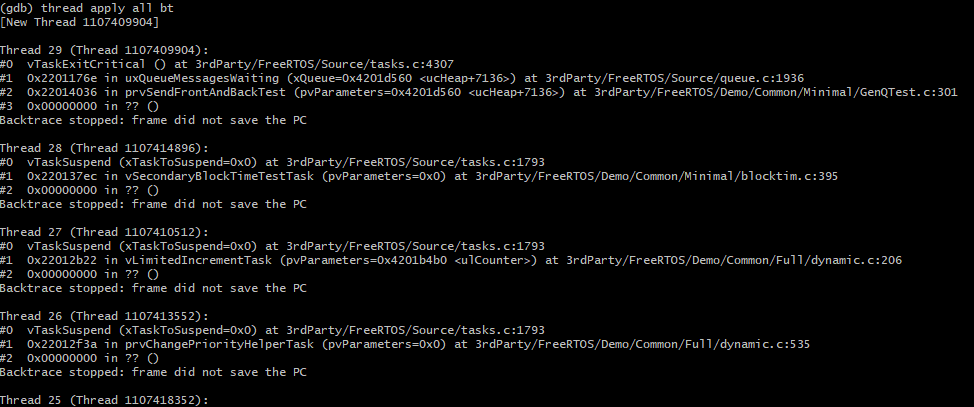 (gdb) thread apply all bt
[New Thread 1107409904]
Thread 29 (Thread 1107409904):
#0  vTaskExitCritical () at 3rdParty/FreeRTOS/Source/tasks.c:4307
#1  0x2201176e in uxQueueMessagesWaiting (xQueue=0x4201d560 <ucHeap+7136>) at 3rdParty/FreeRTOS/Source/queue.c:1936
#2  0x22014036 in prvSendFrontAndBackTest (pvParameters=0x4201d560 <ucHeap+7136>) at 3rdParty/FreeRTOS/Demo/Common/Minimal/GenQTest.c:301
#3  0x00000000 in ?? ()
Backtrace stopped: frame did not save the PC
Thread 28 (Thread 1107414896):
#0  vTaskSuspend (xTaskToSuspend=0x0) at 3rdParty/FreeRTOS/Source/tasks.c:1793
#1  0x220137ec in vSecondaryBlockTimeTestTask (pvParameters=0x0) at 3rdParty/FreeRTOS/Demo/Common/Minimal/blocktim.c:395
#2  0x00000000 in ?? ()
Backtrace stopped: frame did not save the PC
Thread 27 (Thread 1107410512):
#0  vTaskSuspend (xTaskToSuspend=0x0) at 3rdParty/FreeRTOS/Source/tasks.c:1793
#1  0x22012b22 in vLimitedIncrementTask (pvParameters=0x4201b4b0 <ulCounter>) at 3rdParty/FreeRTOS/Demo/Common/Full/dynamic.c:206
#2  0x00000000 in ?? ()
Backtrace stopped: frame did not save the PC
Thread 26 (Thread 1107413552):
#0  vTaskSuspend (xTaskToSuspend=0x0) at 3rdParty/FreeRTOS/Source/tasks.c:1793
#1  0x22012f3a in prvChangePriorityHelperTask (pvParameters=0x0) at 3rdParty/FreeRTOS/Demo/Common/Full/dynamic.c:535
#2  0x00000000 in ?? ()
Backtrace stopped: frame did not save the PC
Thread 25 (Thread 1107418352):